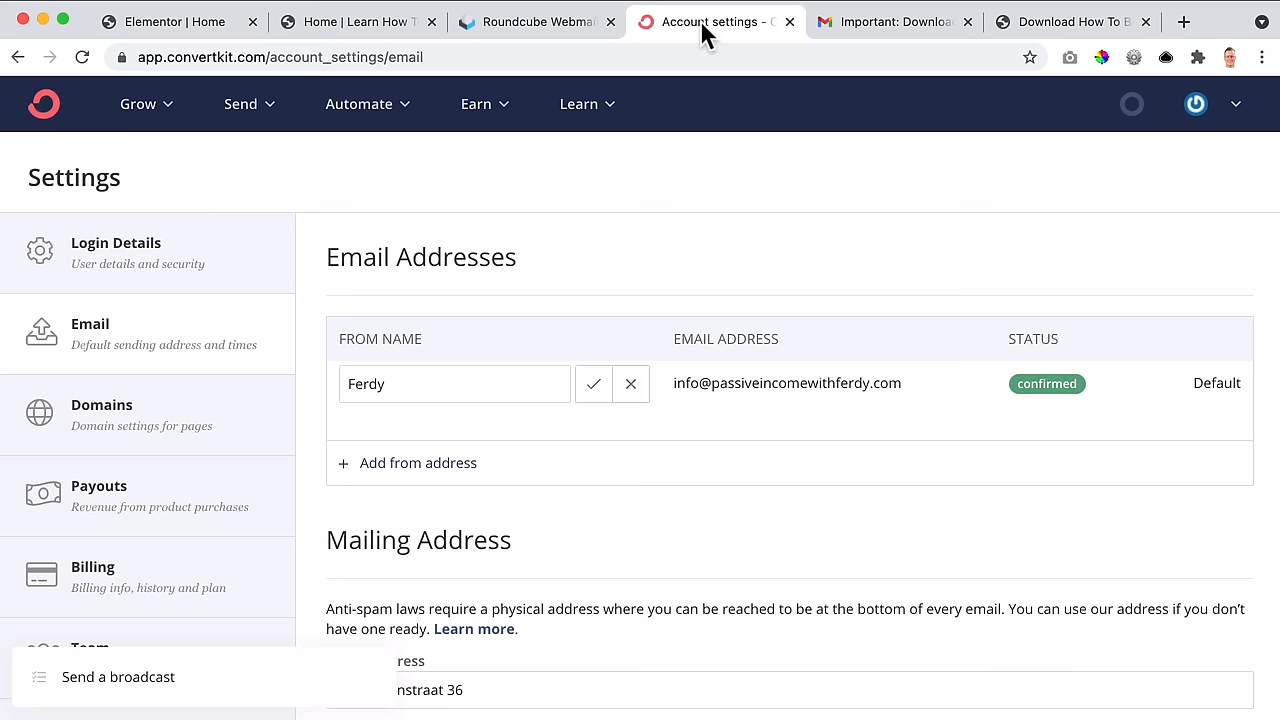 Elementor | Home
Home | Learn How T
Roundcube Webmai
Account settings - C
Important: Downloa
Download How To B
app.convertkit.com/account_settings/email
Grow
Send
Automate
Earn
Learn
Settings
Login Details
User details and security
Email
Default sending address and times
Domains
Domain settings for pages
Payouts
Revenue from product purchases
Billing
Billing info, history and plan
Team
Send a broadcast
Email Addresses
FROM NAME
EMAIL ADDRESS
STATUS
Ferdy
info@passiveincomewithferdy.com
confirmed
Default
+ Add from address
Mailing Address
Anti-spam laws require a physical address where you can be reached to be at the bottom of every email. You can use our address if you don't
have one ready. Learn more.
ress
nstraat 36